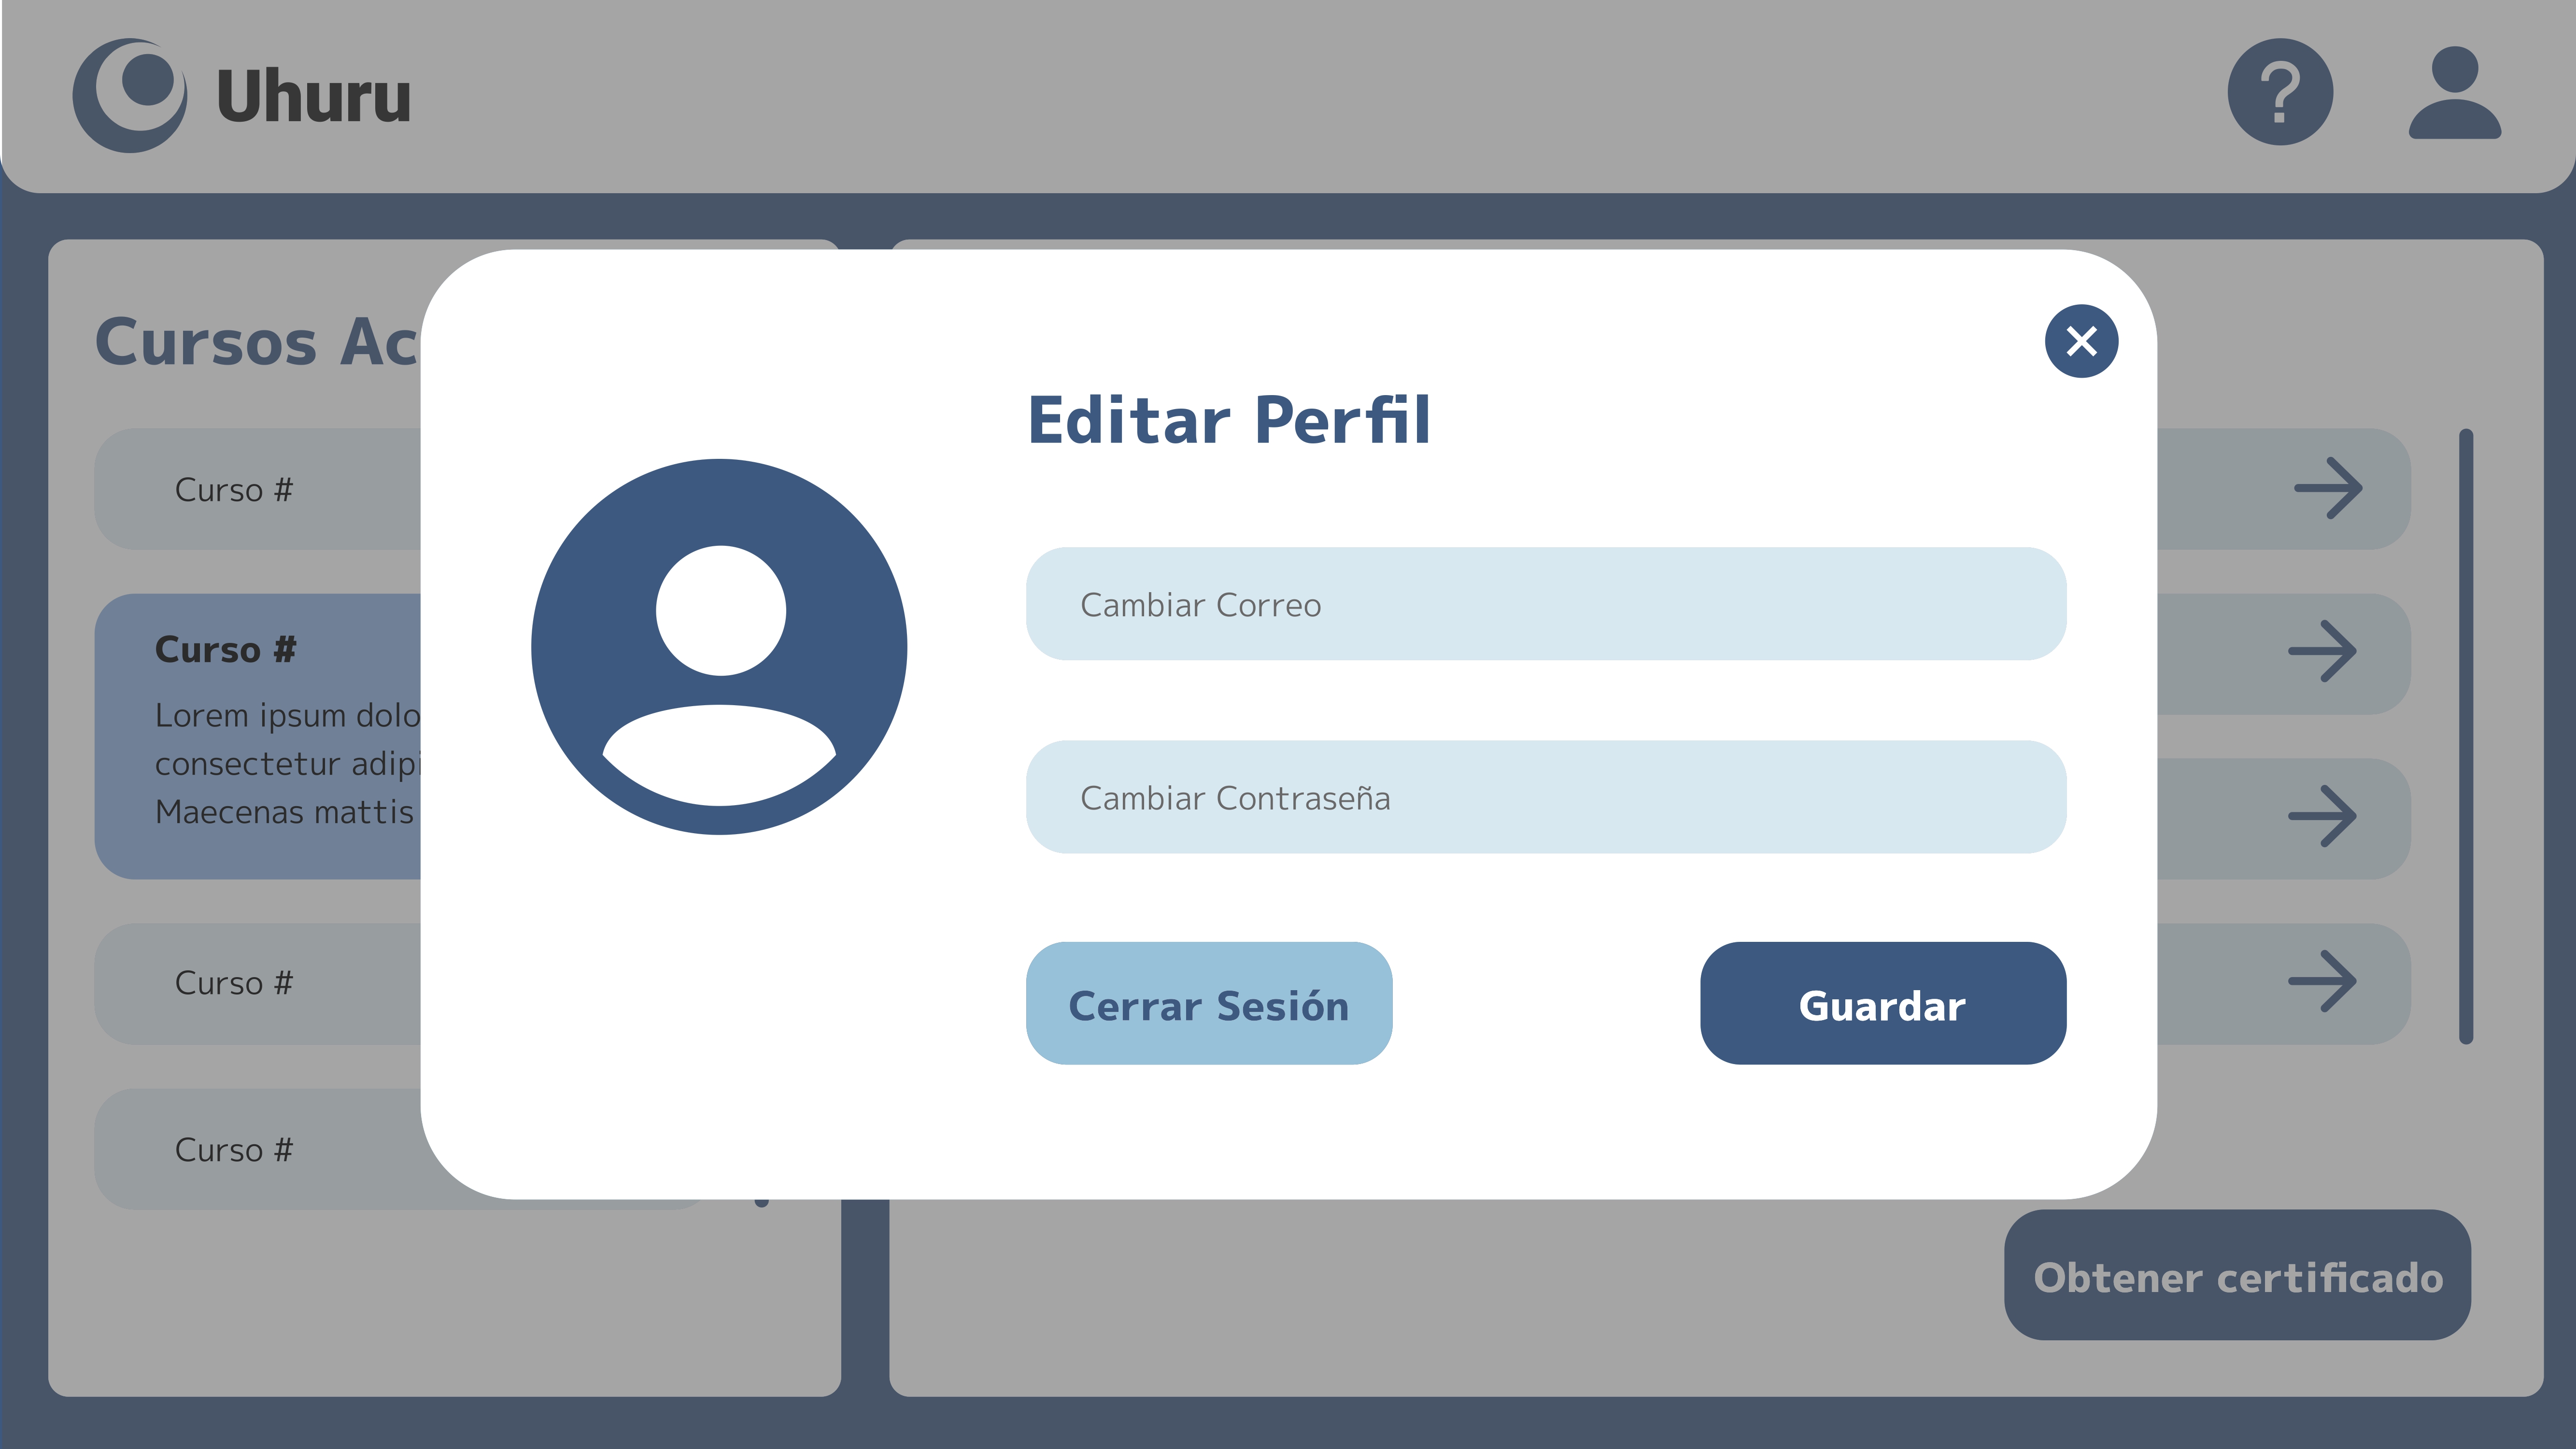 Uhuru
?
Cursos Ac
Curso #
Curso #
Lorem ipsum dolo
consectetur adipi
Maecenas mattis
Curso #
Curso #
Editar Perfil
Cambiar Correo
Cambiar Contraseña
Cerrar Sesión
Guardar
Obtener certificado